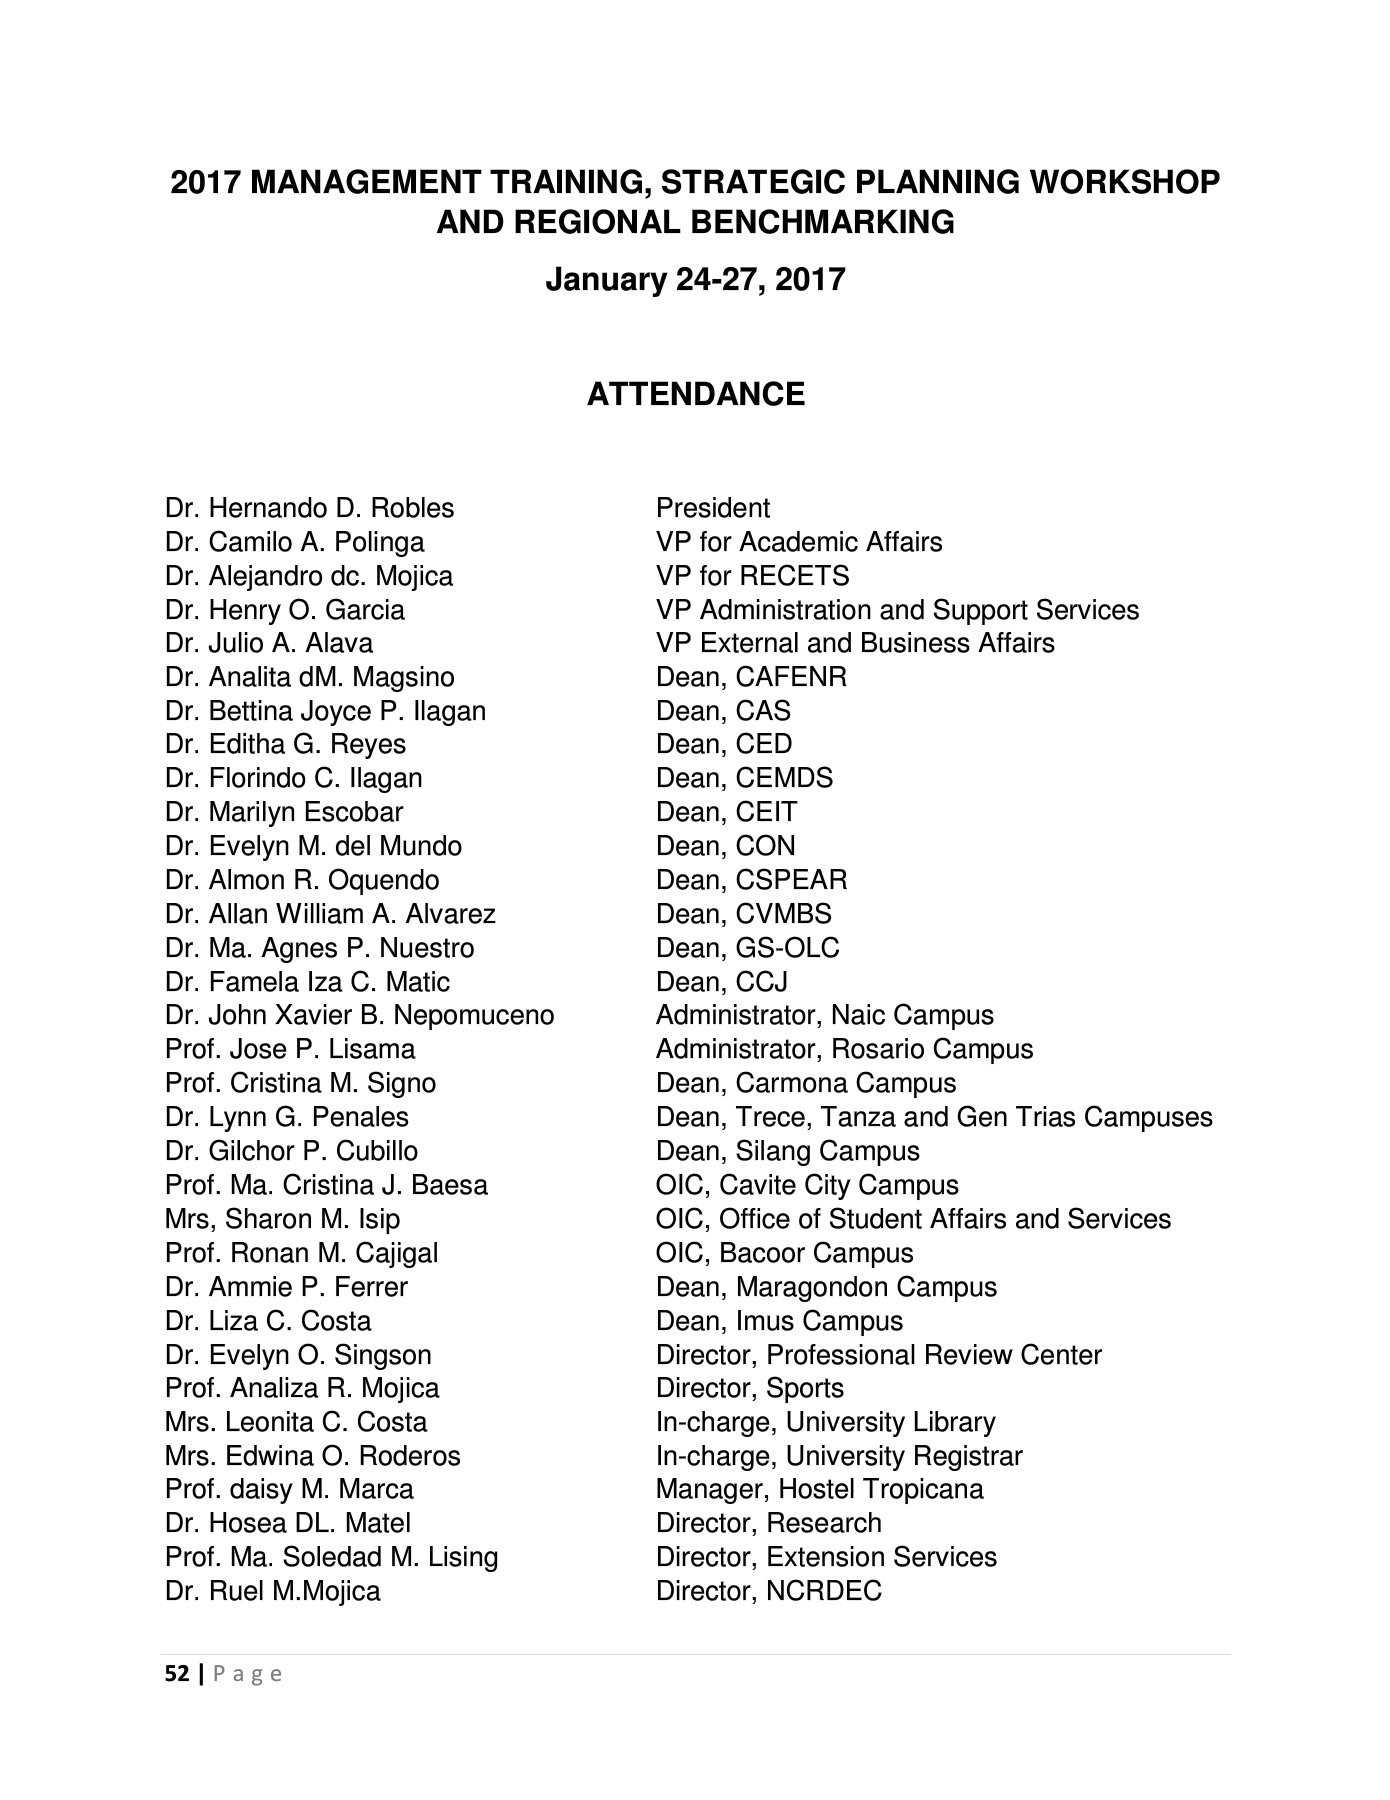 2017 MANAGEMENT TRAINING, STRATEGIC PLANNING WORKSHOP
AND REGIONAL BENCHMARKING
January 24-27, 2017
ATTENDANCE
Dr. Hernando D. Robles President
Dr. Camilo A. Polinga VP for Academic Affairs
Dr. Alejandro dc. Mojica VP for RECETS
Dr. Henry O. Garcia VP Administration and Support Services
Dr. Julio A. Alava VP External and Business Affairs
Dr. Analita dM. Magsino Dean, CAFENR
Dr. Bettina Joyce P. Ilagan Dean, CAS
Dr. Editha G. Reyes Dean, CED
Dr. Florindo C. Ilagan Dean, CEMDS
Dr. Marilyn Escobar Dean, CEIT
Dr. Evelyn M. del Mundo Dean, CON
Dr. Almon R. Oquendo Dean, CSPEAR
Dr. Allan William A. Alvarez Dean, CVMBS
Dr. Ma. Agnes P. Nuestro Dean, GS-OLC
Dr. Famela Iza C. Matic Dean, CCJ
Dr. John Xavier B. Nepomuceno Administrator, Naic Campus
Prof. Jose P. Lisama Administrator, Rosario Campus
Prof. Cristina M. Signo Dean, Carmona Campus
Dr. Lynn G. Penales Dean, Trece, Tanza and Gen Trias Campuses
Dr. Gilchor P. Cubillo Dean, Silang Campus
Prof. Ma. Cristina J. Baesa OIC, Cavite City Campus
Mrs, Sharon M. Isip OIC, Office of Student Affairs and Services
Prof. Ronan M. Cajigal OIC, Bacoor Campus
Dr. Ammie P. Ferrer Dean, Maragondon Campus
Dr. Liza C. Costa Dean, Imus Campus
Dr. Evelyn O. Singson Director, Professional Review Center
Prof. Analiza R. Mojica Director, Sports
Mrs. Leonita C. Costa In-charge, University Library
Mrs. Edwina O. Roderos In-charge, University Registrar
Prof. daisy M. Marca Manager, Hostel Tropicana
Dr. Hosea DL. Matel Director, Research
Prof. Ma. Soledad M. Lising Director, Extension Services
Dr. Ruel M.Mojica Director, NCRDEC
52 | Page